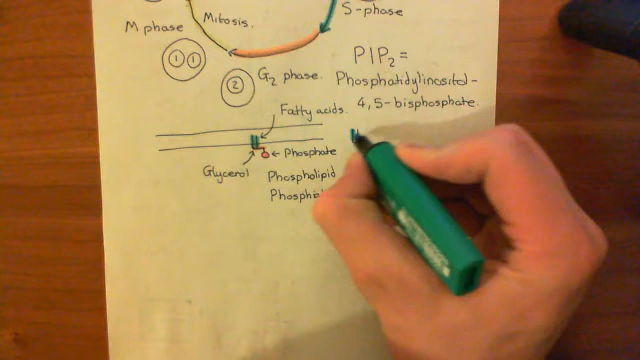 S-phase
Mitosis.
M phase
1 1
PIP₂ =
G₂ phase.
2
Phosphatidylinositol-
4,5-bisphosphate.
Fatty acids.
Phosphate
Glycerol
Phospholipid